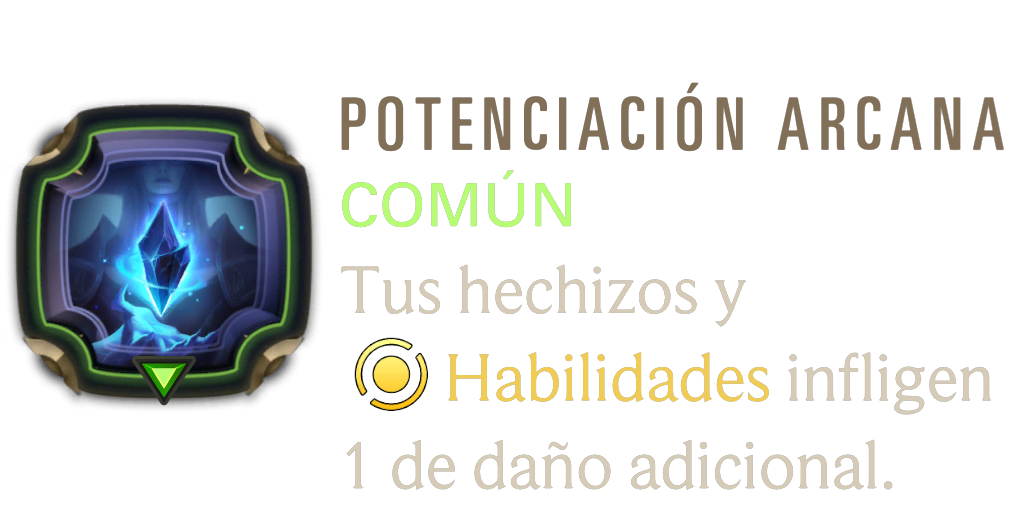 POTENCIACIÓN ARCANA
COMÚN
Tus hechizos y
Habilidades infligen
1 de daño adicional.